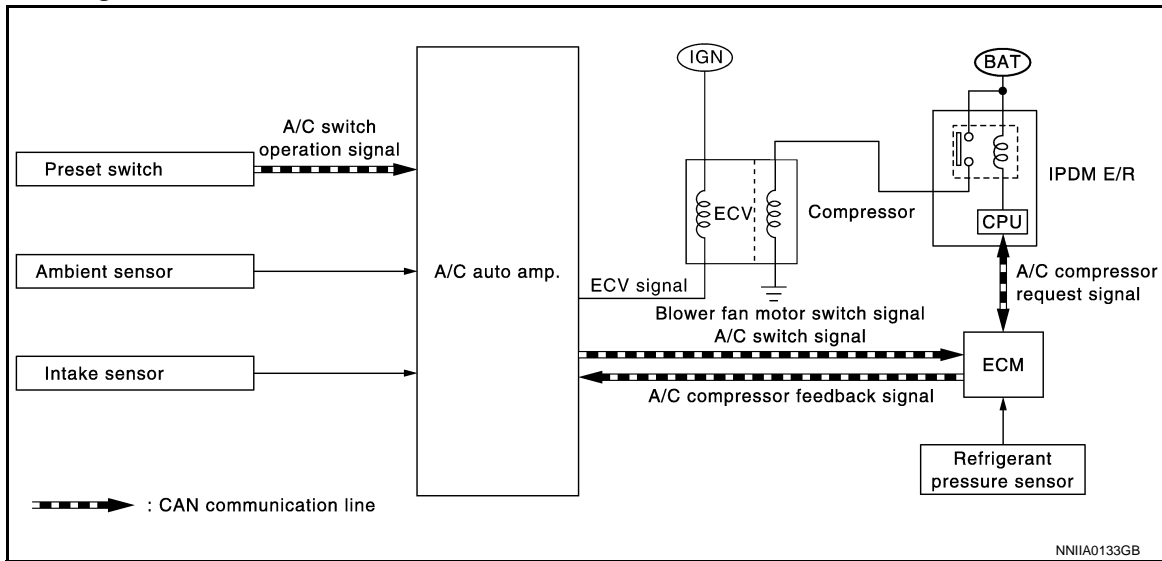 IGN
BAT
A/C switch
operation signal
Preset switch
IPDM E/R
ECV
Compressor
CPU
Ambient sensor
A/C auto amp.
ECV signal
A/C compressor
request signal
Blower fan motor switch signal
A/C switch signal
Intake sensor
ECM
A/C compressor feedback signal
Refrigerant
pressure sensor
: CAN communication line
NNIIA0133GB